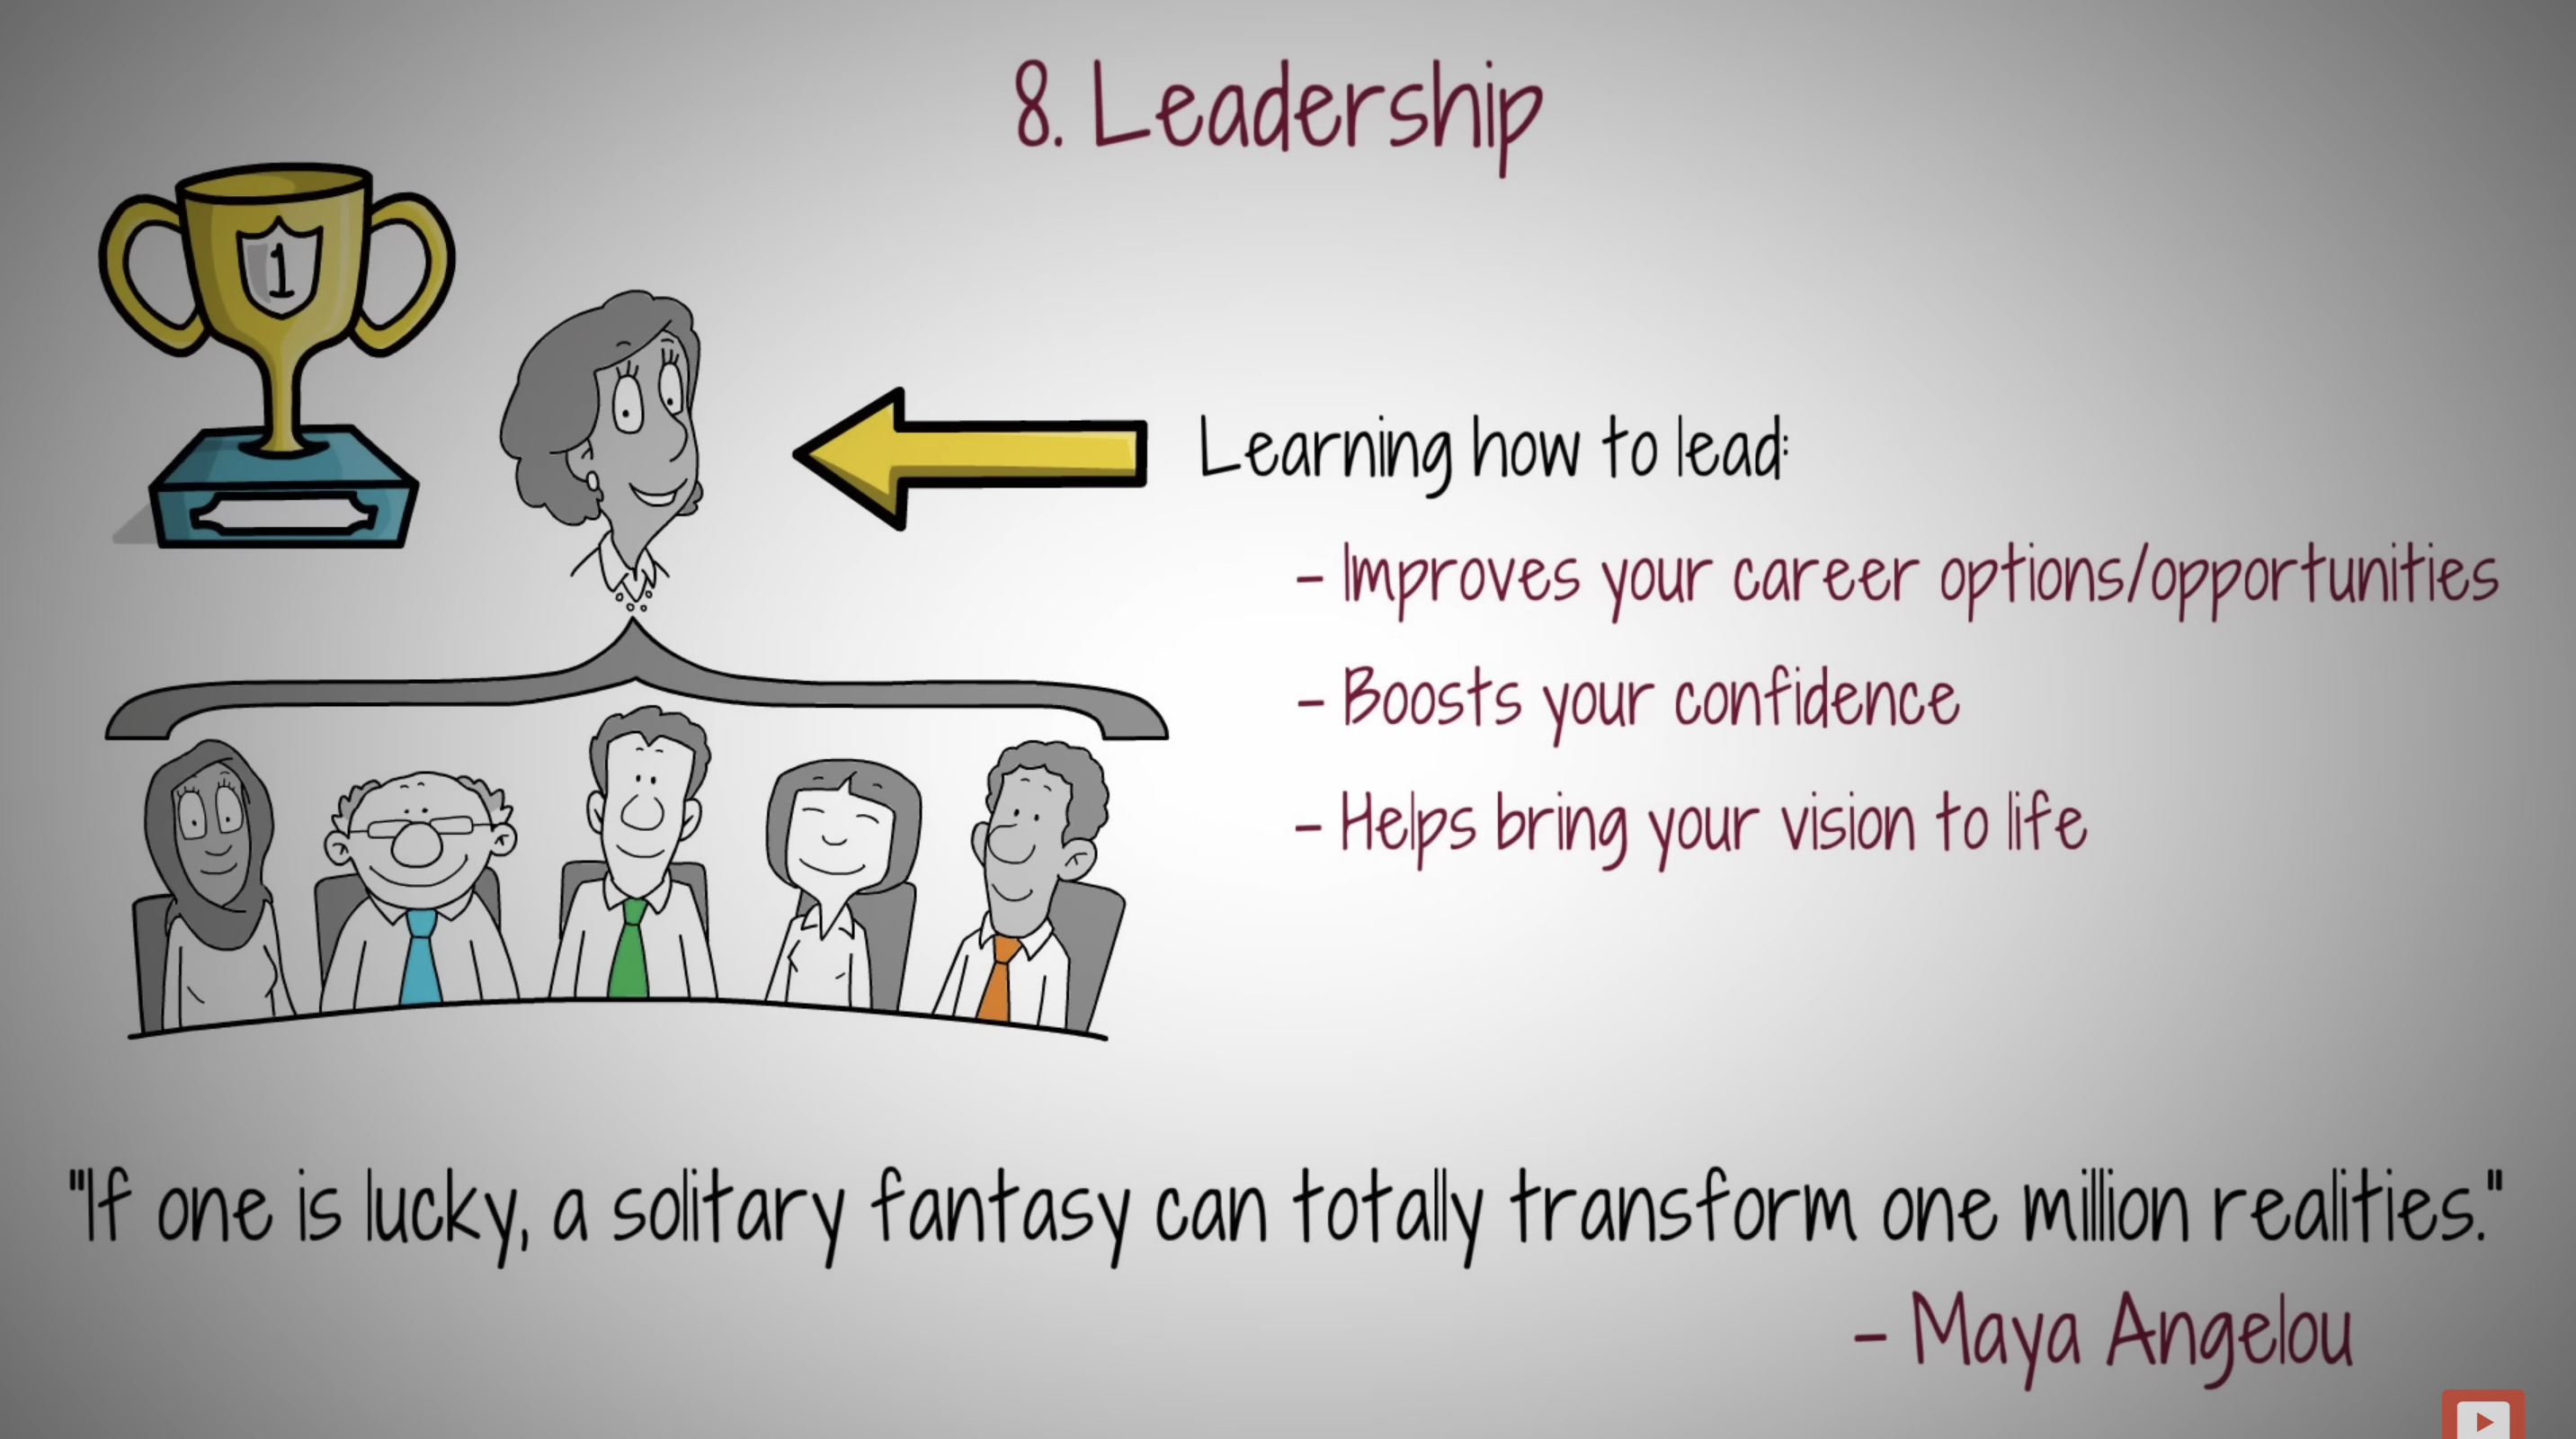 8. Leadership
1
Learning how to lead:
- Improves your career options/opportunities
- Boosts your confidence
- Helps bring your vision to life
"If one is lucky, a solitary fantasy can totally transform one million realities."
- Maya Angelou